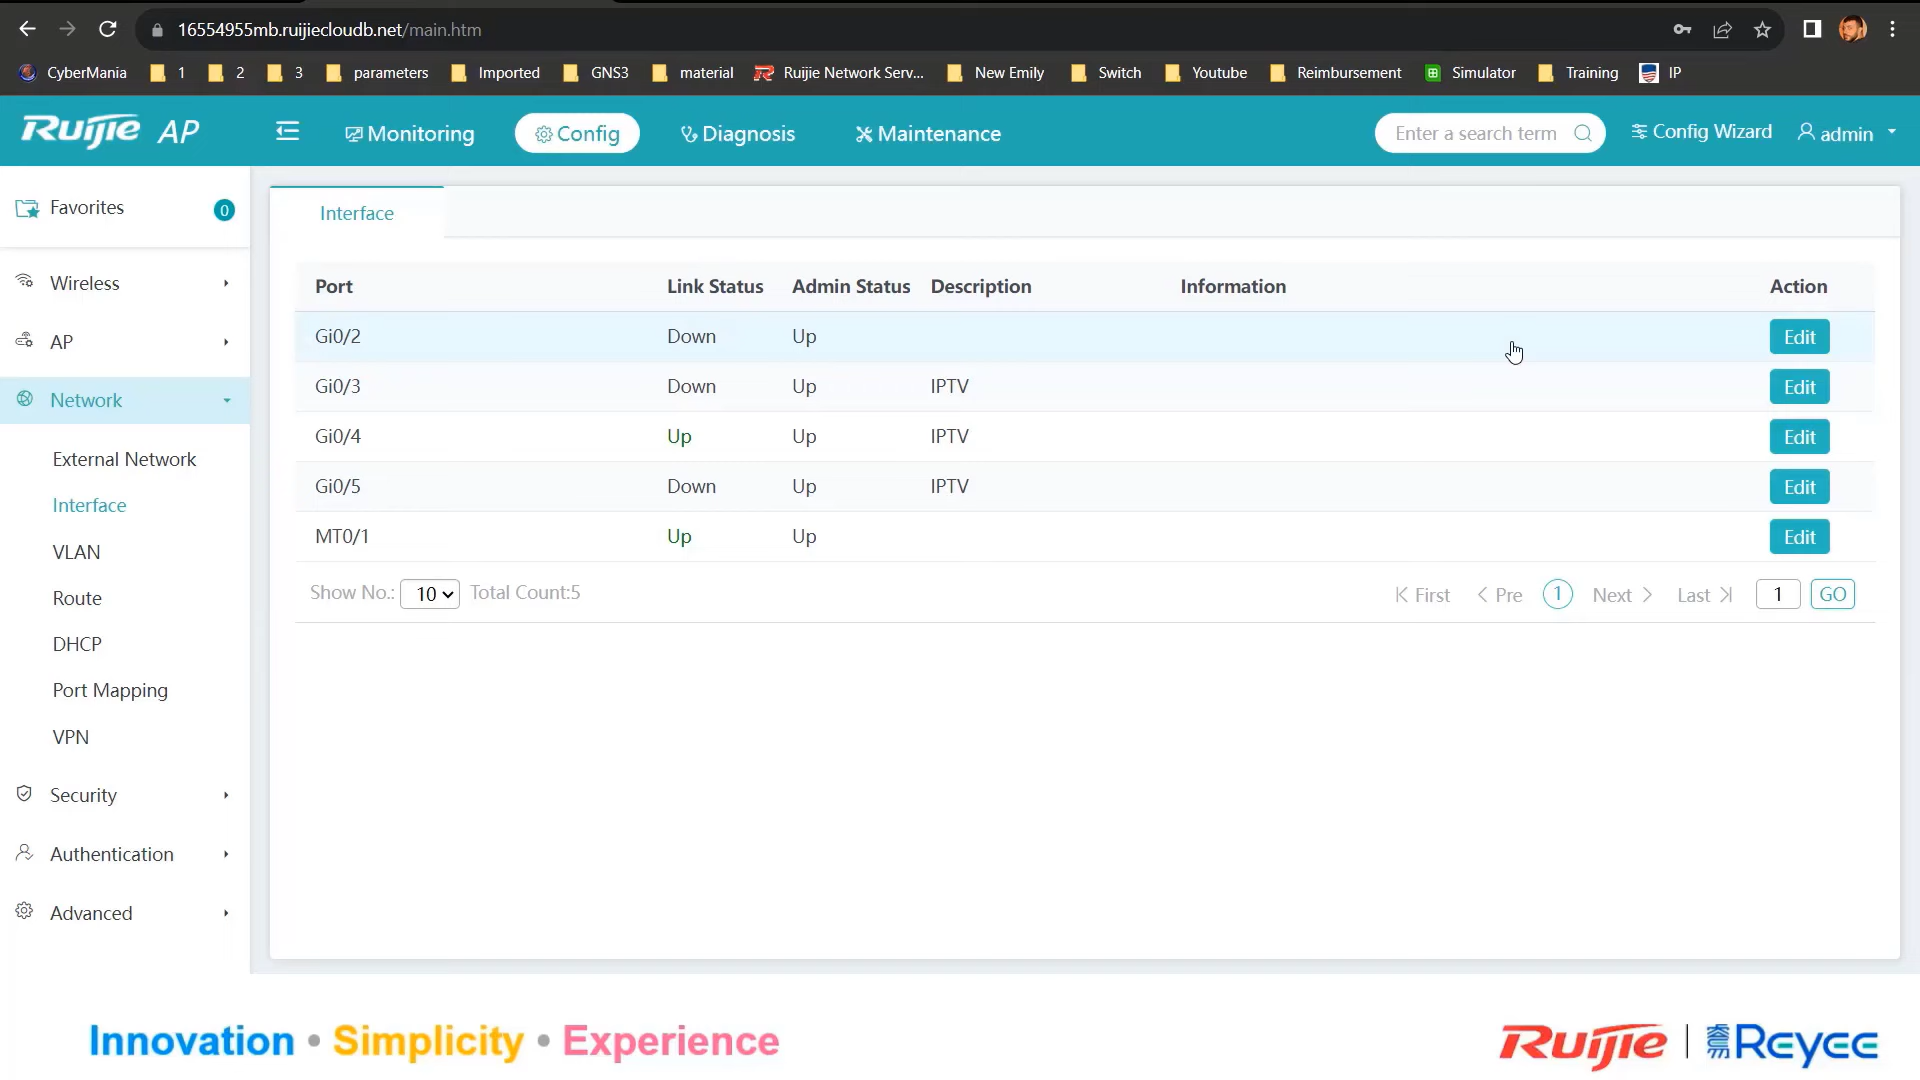 16554955mb.ruijiecloudb.net/main.htm
CyberMania 1 2 3 parameters Imported GNS3 material Ruijie Network Serv... New Emily Switch Youtube Reimbursement Simulator Training IP
Ruijie AP Monitoring Config Diagnosis Maintenance Enter a search term Config Wizard admin
Favorites 0
Wireless
AP
Network
External Network
Interface
VLAN
Route
DHCP
Port Mapping
VPN
Security
Authentication
Advanced
Interface
Port Link Status Admin Status Description Information Action
Gi0/2 Down Up Edit
Gi0/3 Down Up IPTV Edit
Gi0/4 Up Up IPTV Edit
Gi0/5 Down Up IPTV Edit
MT0/1 Up Up Edit
Show No.: 10 Total Count:5 First Pre 1 Next Last 1 GO
Innovation • Simplicity • Experience
Ruijie | 睿易 Reyee